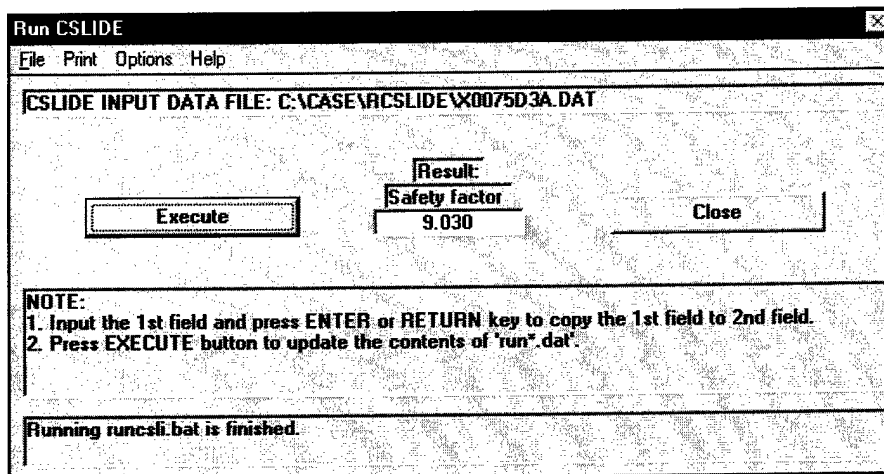 Run CSLIDE
File Print Options Help
CSLIDE INPUT DATA FILE: C:\CASE\RCSLIDE\X0075D3A.DAT
Result:
Safety factor
Execute
9.030
Close
NOTE:
1. Input the 1st field and press ENTER or RETURN key to copy the 1st field to 2nd field.
2. Press EXECUTE button to update the contents of 'run*.dat'.
Running runcsli.bat is finished.